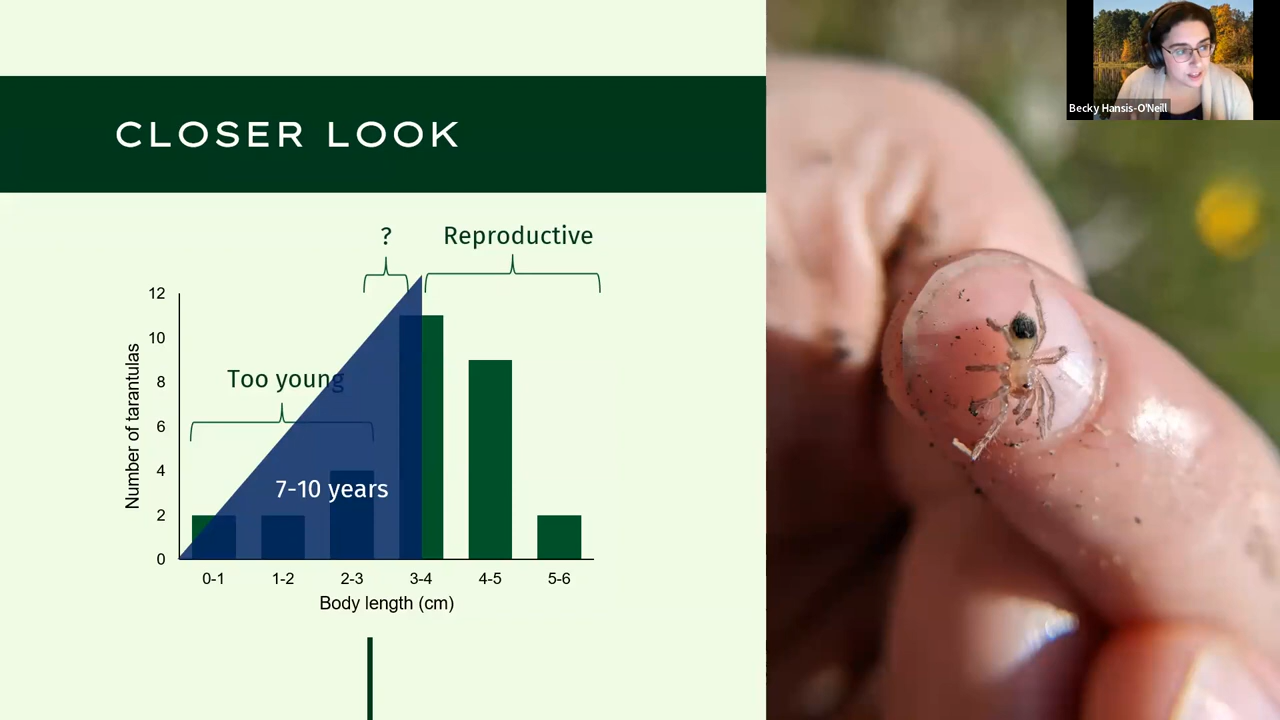 Becky Hansis-O'Neill
CLOSER LOOK
? Reproductive
Too young
7-10 years
Number of tarantulas
12
10
8
6
4
2
0
0-1 1-2 2-3 3-4 4-5 5-6
Body length (cm)